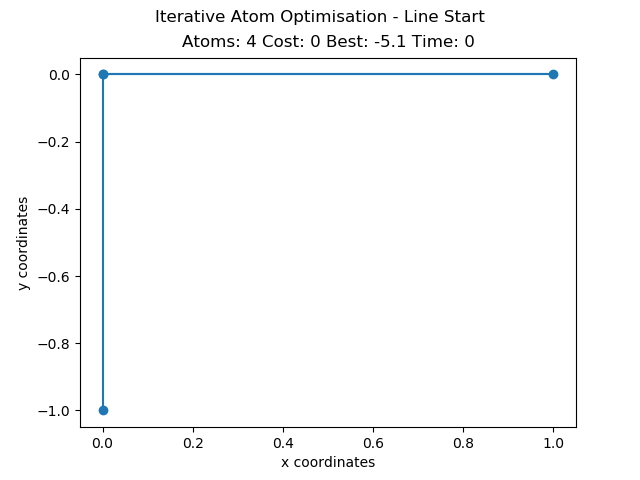 Iterative Atom Optimisation - Line Start
Atoms: 4 Cost: 0 Best: -5.1 Time: 0
0.0
−0.2
−0.4
−0.6
−0.8
−1.0
y coordinates
0.0 0.2 0.4 0.6 0.8 1.0
x coordinates